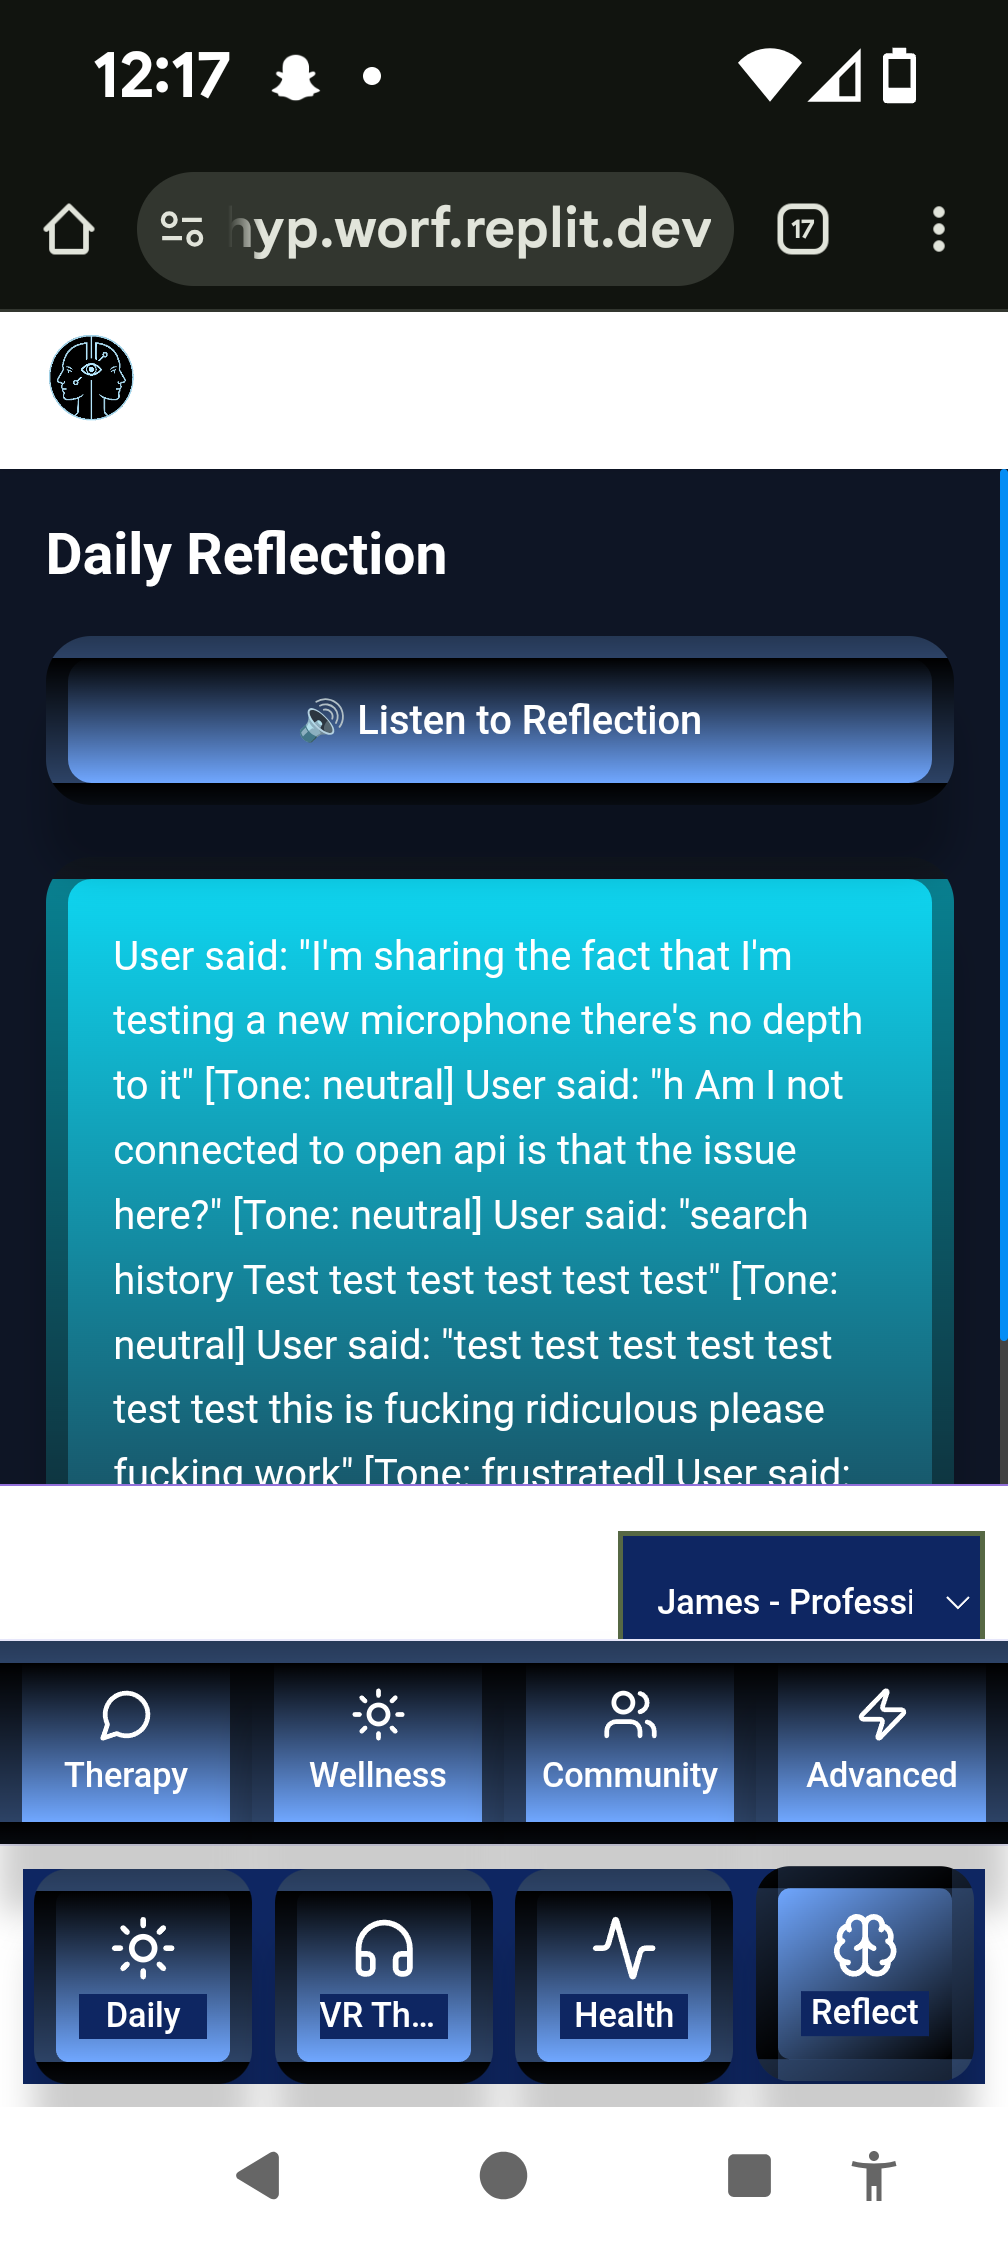 12:17
hyp.worf.replit.dev
17
Daily Reflection
🔊 Listen to Reflection
User said: "I'm sharing the fact that I'm
testing a new microphone there's no depth
to it" [Tone: neutral] User said: "h Am I not
connected to open api is that the issue
here?" [Tone: neutral] User said: "search
history Test test test test test test" [Tone:
neutral] User said: "test test test test test
test test this is fucking ridiculous please
fucking work" [Tone: frustrated] User said:
James - Professi
Therapy
Wellness
Community
Advanced
Daily
VR Th...
Health
Reflect